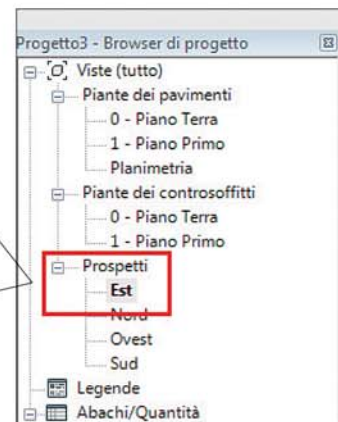 Progetto3 - Browser di progetto
Viste (tutto)
Piante dei pavimenti
0 - Piano Terra
1 - Piano Primo
Planimetria
Piante dei controsoffitti
0 - Piano Terra
1 - Piano Primo
Prospetti
Est
Nord
Ovest
Sud
Legende
Abachi/Quantità